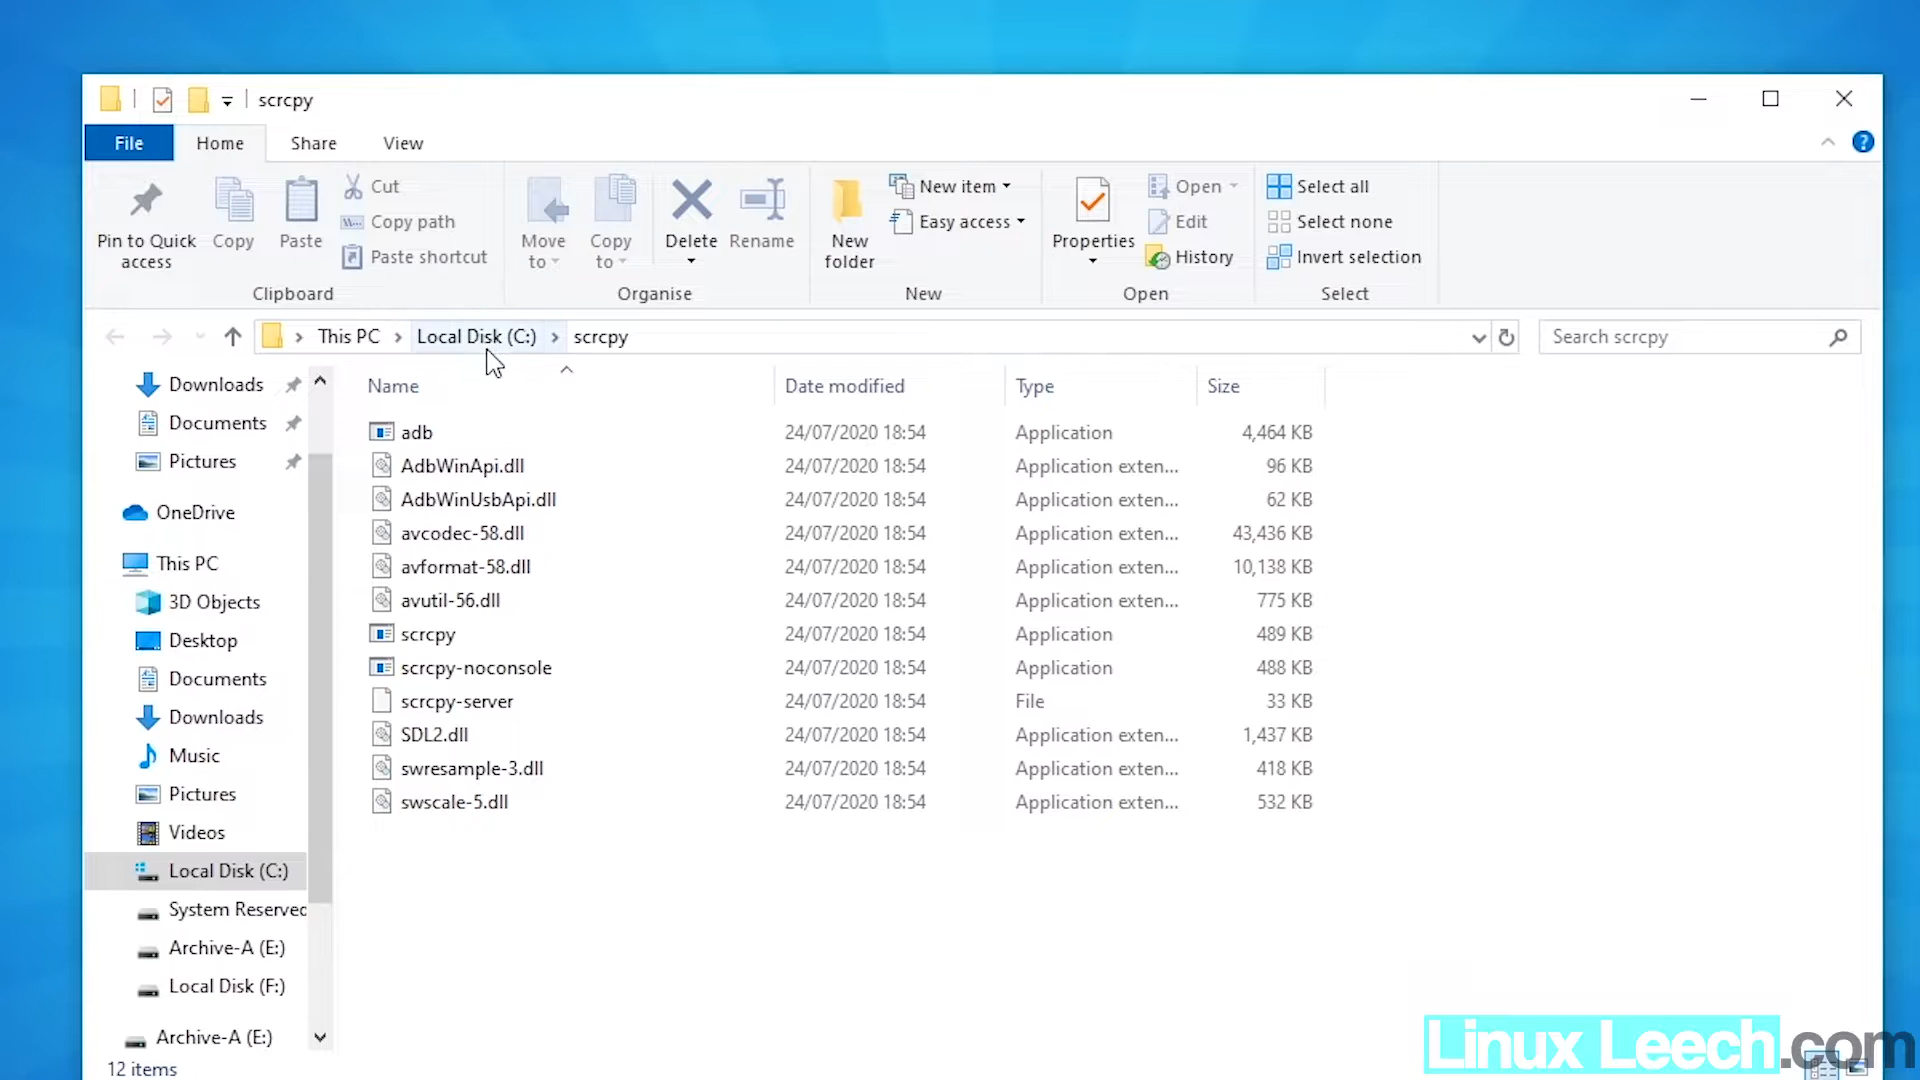 scrcpy
File Home Share View
Pin to Quick access
Copy
Paste
Cut
Copy path
Paste shortcut
Clipboard
Move to
Copy to
Delete
Rename
Organise
New folder
New item
Easy access
New
Properties
Open
Edit
History
Open
Select all
Select none
Invert selection
Select
This PC > Local Disk (C:) > scrcpy
Search scrcpy
Downloads
Documents
Pictures
OneDrive
This PC
3D Objects
Desktop
Documents
Downloads
Music
Pictures
Videos
Local Disk (C:)
System Reserved
Archive-A (E:)
Local Disk (F:)
Archive-A (E:)
Name Date modified Type Size
adb 24/07/2020 18:54 Application 4,464 KB
AdbWinApi.dll 24/07/2020 18:54 Application exten... 96 KB
AdbWinUsbApi.dll 24/07/2020 18:54 Application exten... 62 KB
avcodec-58.dll 24/07/2020 18:54 Application exten... 43,436 KB
avformat-58.dll 24/07/2020 18:54 Application exten... 10,138 KB
avutil-56.dll 24/07/2020 18:54 Application exten... 775 KB
scrcpy 24/07/2020 18:54 Application 489 KB
scrcpy-noconsole 24/07/2020 18:54 Application 488 KB
scrcpy-server 24/07/2020 18:54 File 33 KB
SDL2.dll 24/07/2020 18:54 Application exten... 1,437 KB
swresample-3.dll 24/07/2020 18:54 Application exten... 418 KB
swscale-5.dll 24/07/2020 18:54 Application exten... 532 KB
12 items
Linux Leech.com